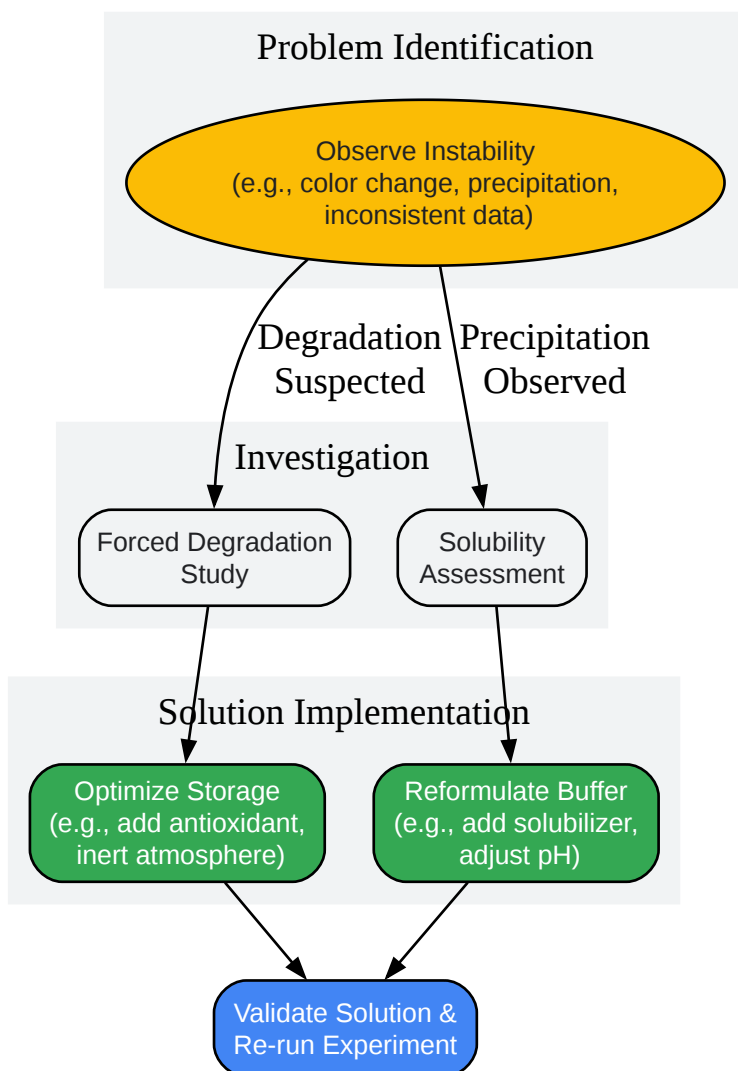 Problem Identification
Observe Instability
(e.g., color change, precipitation,
inconsistent data)
Degradation
Suspected
Precipitation
Observed
Investigation
Forced Degradation
Study
Solubility
Assessment
Solution Implementation
Optimize Storage
(e.g., add antioxidant,
inert atmosphere)
Reformulate Buffer
(e.g., add solubilizer,
adjust pH)
Validate Solution &
Re-run Experiment